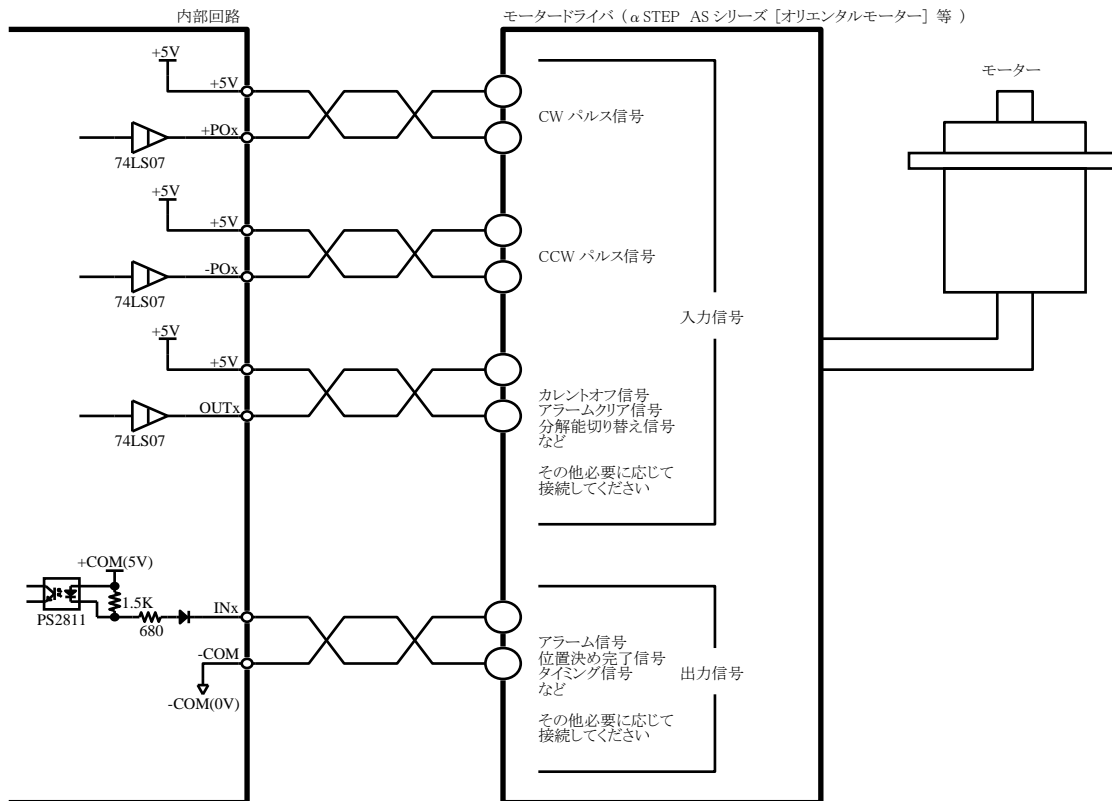 内部回路
モータードライバ（αSTEP ASシリーズ［オリエンタルモーター］等）
モーター
+5V
+5V
+POx
74LS07
CWパルス信号
+5V
+5V
-POx
74LS07
CCWパルス信号
入力信号
+5V
+5V
OUTx
74LS07
カレントオフ信号
アラームクリア信号
分解能切り替え信号
など
その他必要に応じて
接続してください
+COM(5V)
1.5K
PS2811
680
INx
-COM
-COM(0V)
アラーム信号
位置決め完了信号
タイミング信号
など
出力信号
その他必要に応じて
接続してください